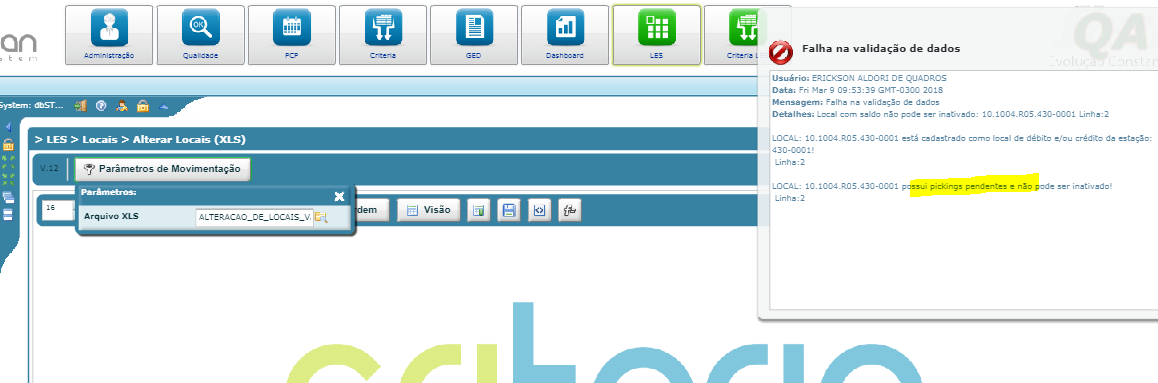 an
stem
Administração
Qualidade
PCP
Criteria
GED
Dashboard
LES
Criteria
QA
Evolução
System: dbST...
> LES > Locais > Alterar Locais (XLS)
V.12
Parâmetros de Movimentação
Parâmetros:
Arquivo XLS
ALTERACAO_DE_LOCAIS_V
16
rdem
Visão
Falha na validação de dados
Usuário: ERICKSON ALDORI DE QUADROS
Data: Fri Mar 9 09:53:39 GMT-0300 2018
Mensagem: Falha na validação de dados
Detalhes: Local com saldo não pode ser inativado: 10.1004.R05.430-0001 Linha:2
LOCAL: 10.1004.R05.430-0001 está cadastrado como local de débito e/ou crédito da estação:
430-0001!
Linha:2
LOCAL: 10.1004.R05.430-0001 possui pickings pendentes e não pode ser inativado!
Linha:2